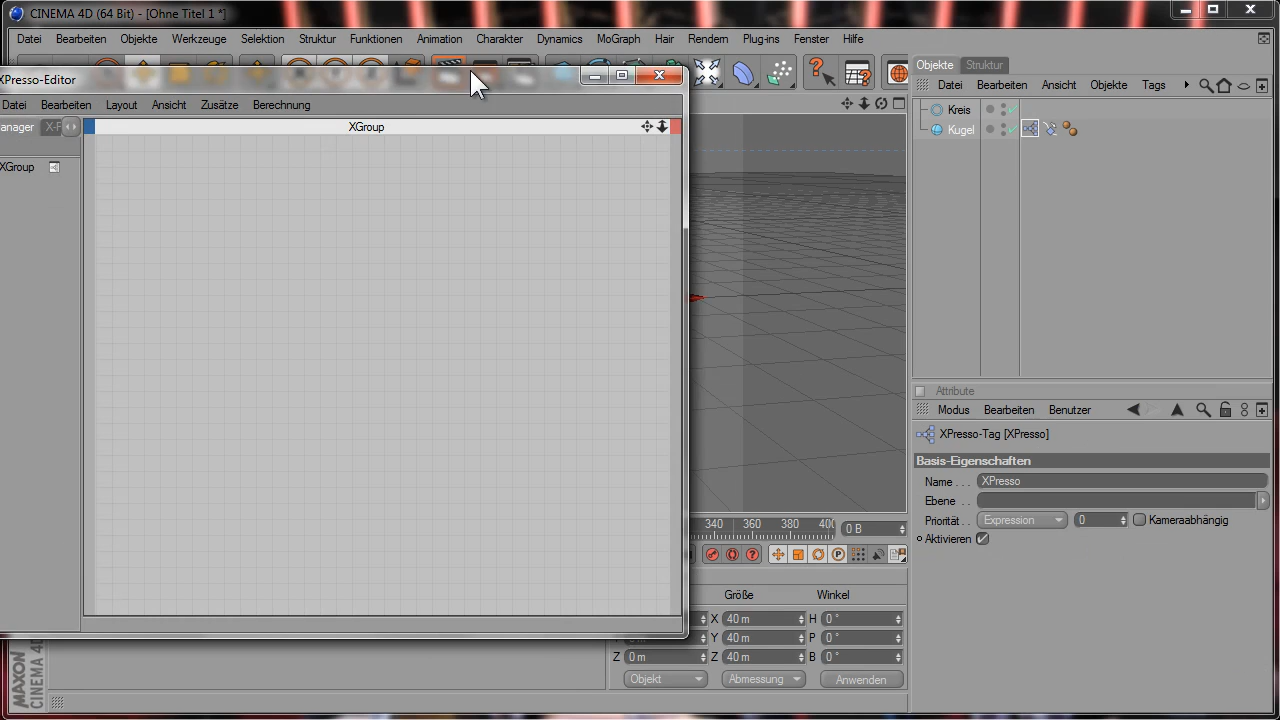 CINEMA 4D (64 Bit) - [Ohne Titel 1 *]
Datei Bearbeiten Objekte Werkzeuge Selektion Struktur Funktionen Animation Charakter Dynamics MoGraph Hair Rendern Plug-ins Fenster Hilfe
XPresso-Editor
Datei Bearbeiten Layout Ansicht Zusätze Berechnung
anager X-F
XGroup
XGroup
Objekte Struktur
Datei Bearbeiten Ansicht Objekte Tags
Kreis
Kugel
Attribute
Modus Bearbeiten Benutzer
XPresso-Tag [XPresso]
Basis-Eigenschaften
Name . . . XPresso
Ebene . . .
Priorität . . Expression 0 Kameraabhängig
Aktivieren
340 360 380 400 0 B
P
Größe Winkel
X 40 m H 0 °
Y 40 m P 0 °
Z 0 m Z 40 m B 0 °
Objekt Abmessung Anwenden
MAXON
CINEMA 4D